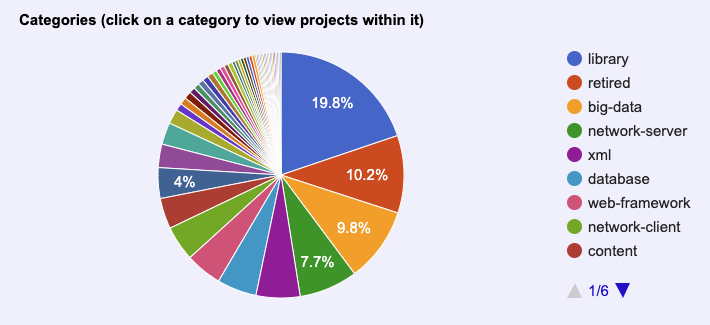 Categories (click on a category to view projects within it)
19.8%
10.2%
9.8%
7.7%
4%
library
retired
big-data
network-server
xml
database
web-framework
network-client
content
1/6